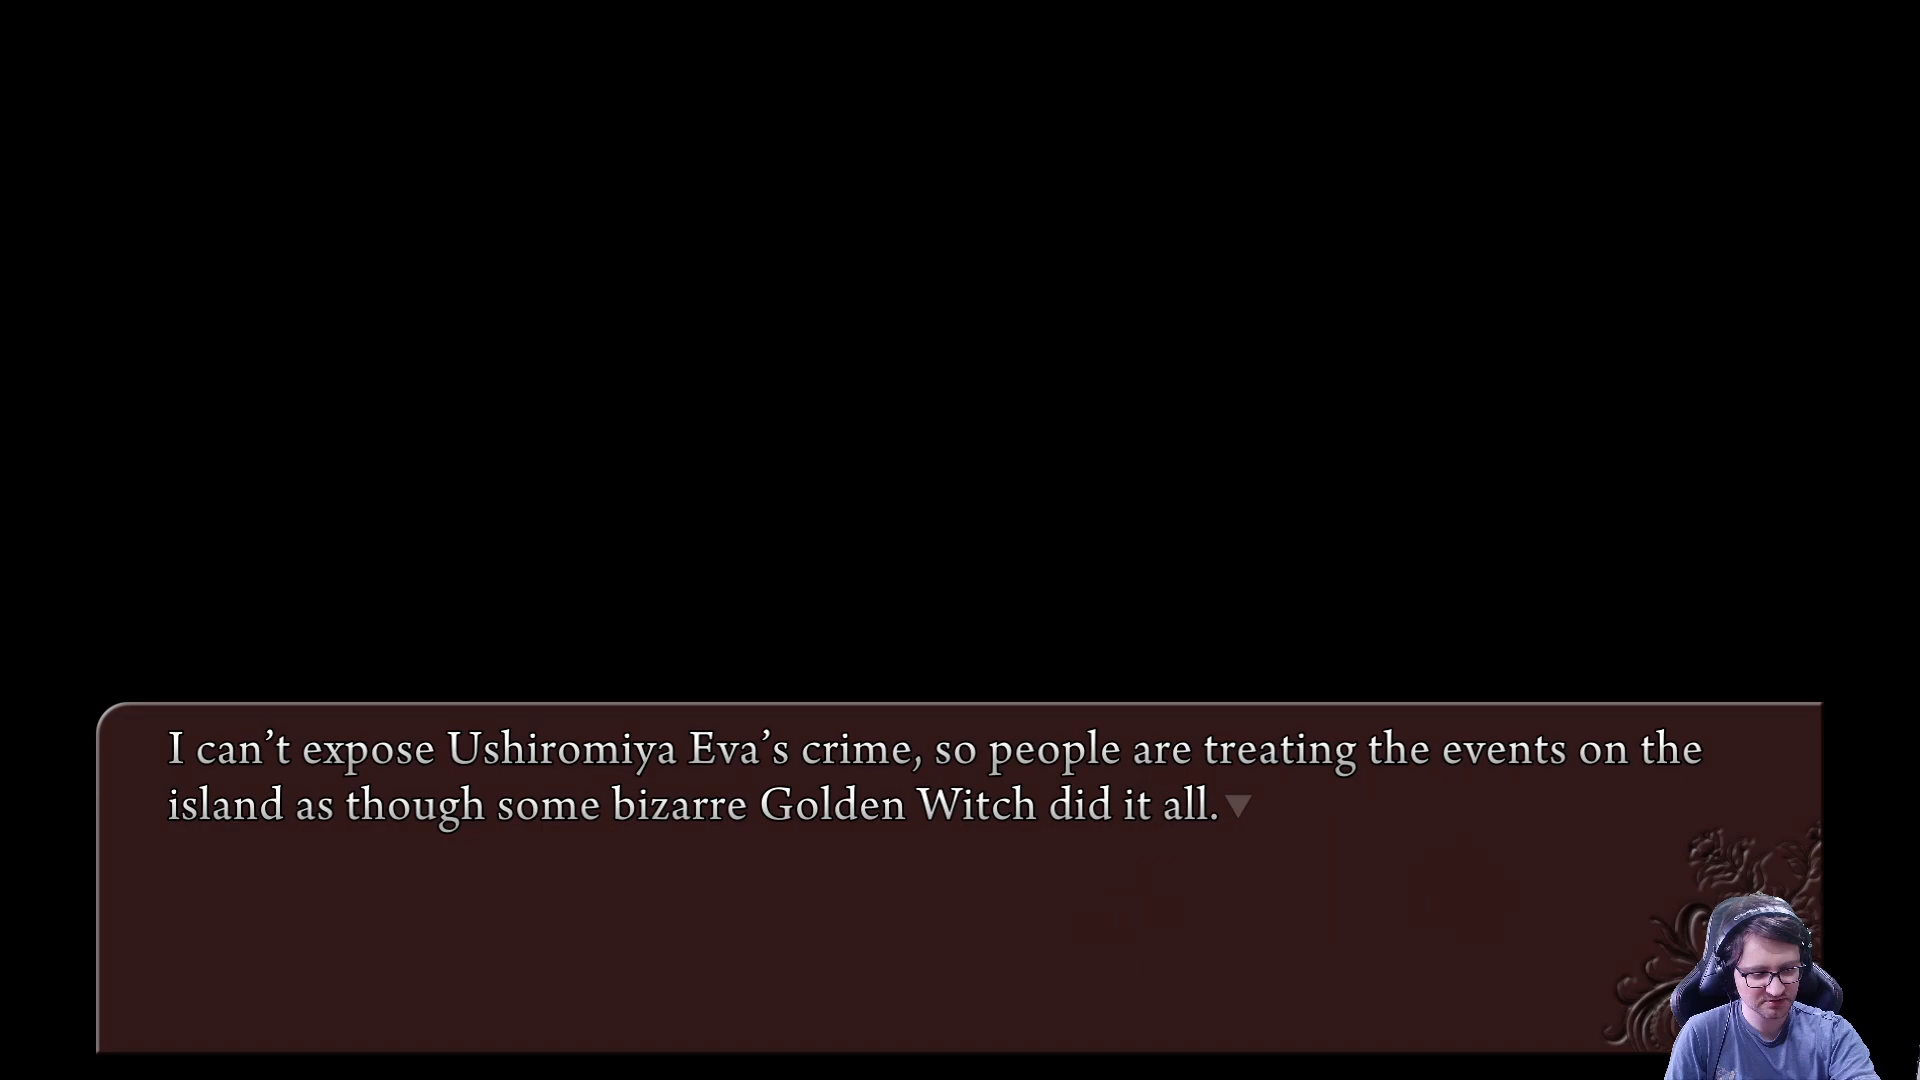 I can’t expose Ushiromiya Eva’s crime, so people are treating the events on the
island as though some bizarre Golden Witch did it all.